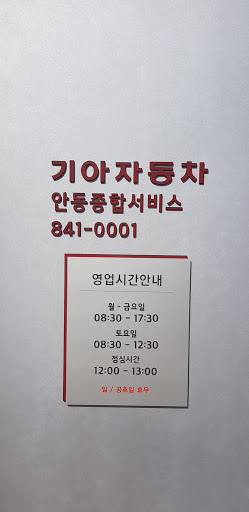 기아자동차
안동종합서비스
841-0001
영업시간안내
월 - 금요일
08:30 - 17:30
토요일
08:30 - 12:30
점심시간
12:00 - 13:00
일 / 공휴일 휴무